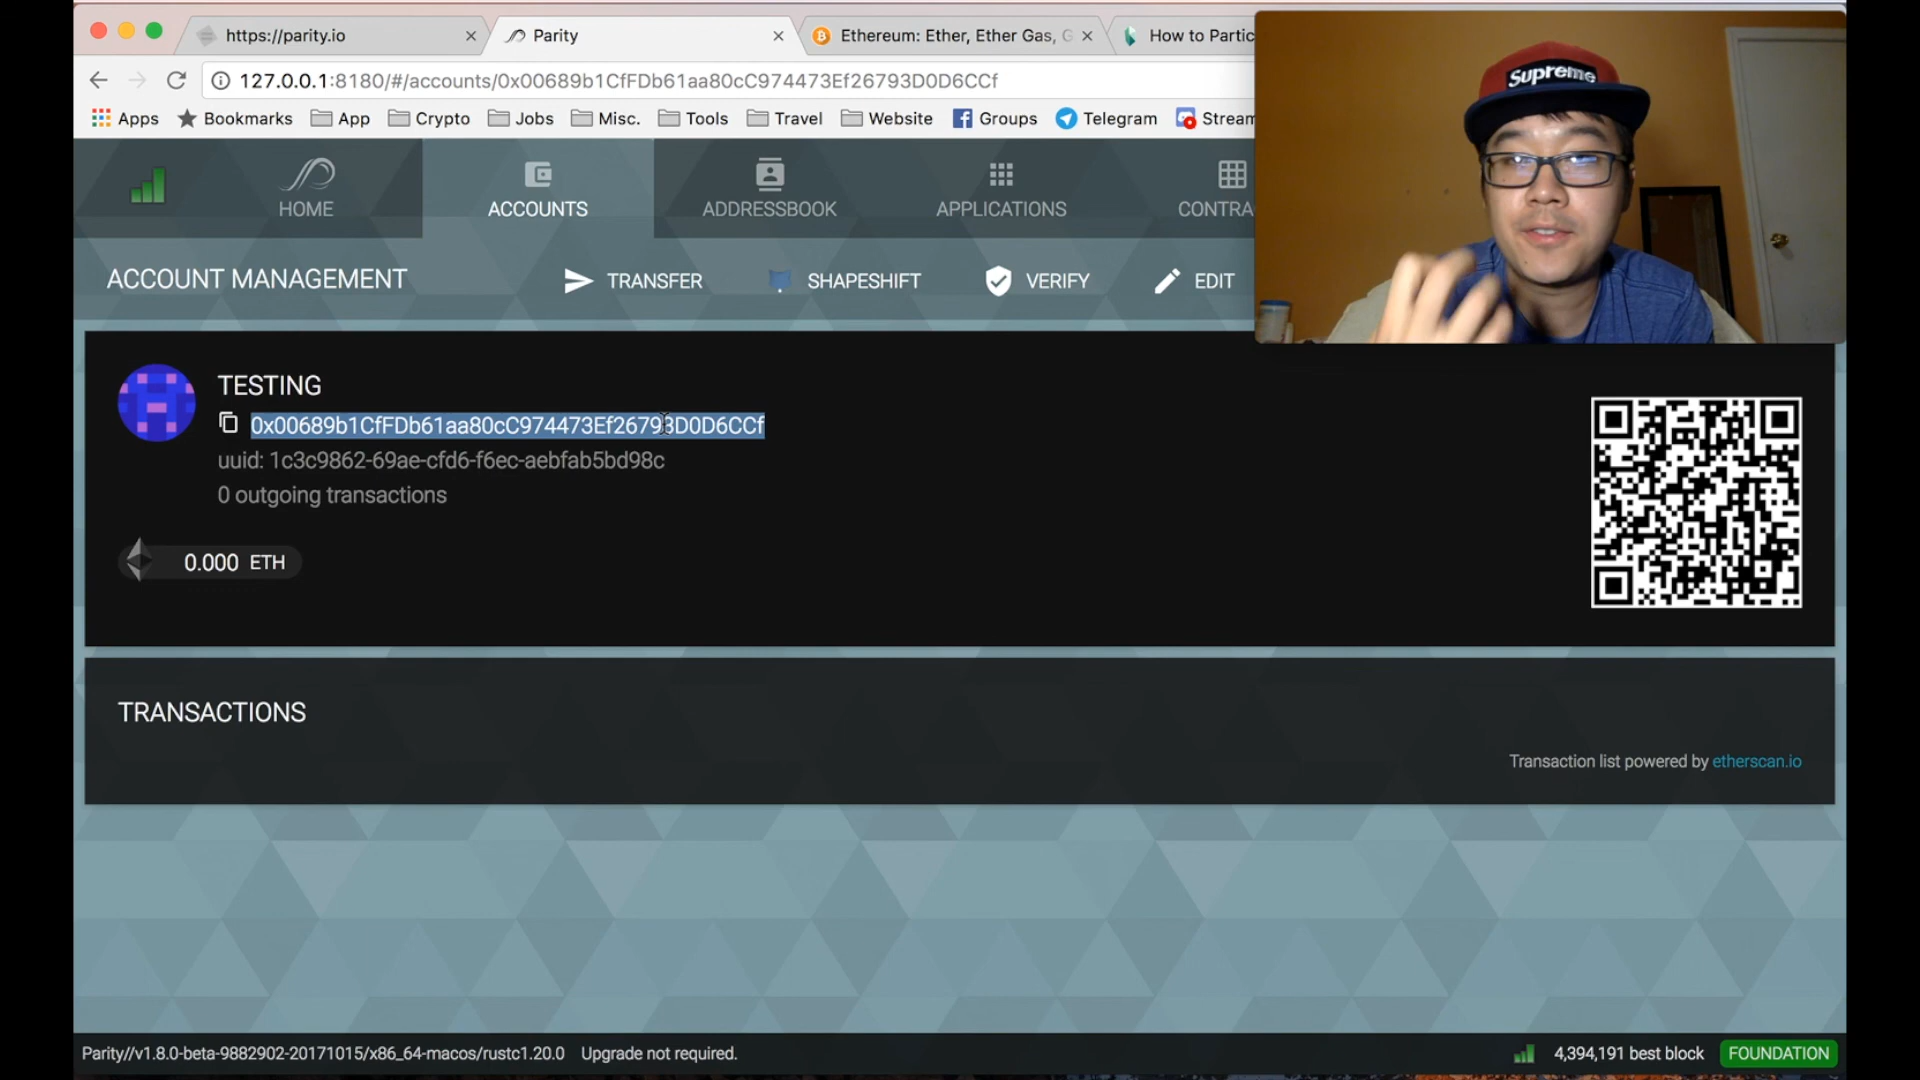 https://parity.io
Parity
Ethereum: Ether, Ether Gas, G
How to Partic
127.0.0.1:8180/#/accounts/0x00689b1CfFDb61aa80cC974473Ef26793D0D6CCf
Apps Bookmarks App Crypto Jobs Misc. Tools Travel Website Groups Telegram Stream
HOME ACCOUNTS ADDRESSBOOK APPLICATIONS CONTRA
ACCOUNT MANAGEMENT TRANSFER SHAPESHIFT VERIFY EDIT
Supreme
TESTING
0x00689b1CfFDb61aa80cC974473Ef26793D0D6CCf
uuid: 1c3c9862-69ae-cfd6-f6ec-aebfab5bd98c
0 outgoing transactions
0.000 ETH
TRANSACTIONS
Transaction list powered by etherscan.io
Parity//v1.8.0-beta-9882902-20171015/x86_64-macos/rustc1.20.0 Upgrade not required. 4,394,191 best block FOUNDATION